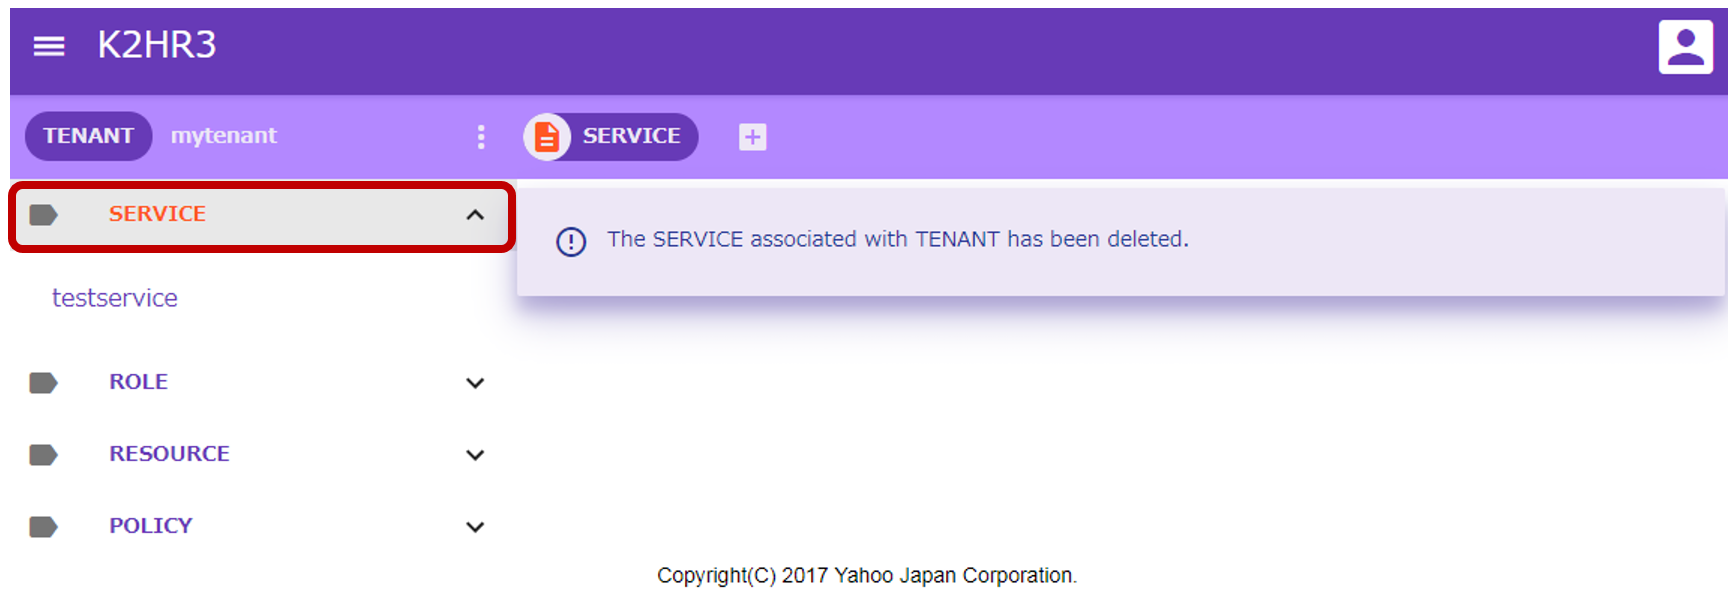 K2HR3
TENANT mytenant SERVICE
SERVICE
The SERVICE associated with TENANT has been deleted.
testservice
ROLE
RESOURCE
POLICY
Copyright(C) 2017 Yahoo Japan Corporation.